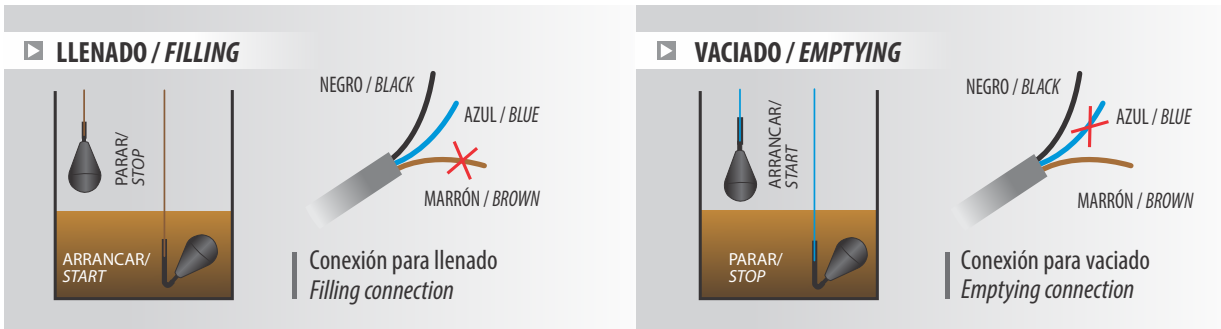 LLENADO / FILLING
NEGRO / BLACK
AZUL / BLUE
MARRÓN / BROWN
PARAR/
STOP
ARRANCAR/
START
Conexión para llenado
Filling connection
VACIADO / EMPTYING
NEGRO / BLACK
AZUL / BLUE
MARRÓN / BROWN
ARRANCAR/
START
PARAR/
STOP
Conexión para vaciado
Emptying connection